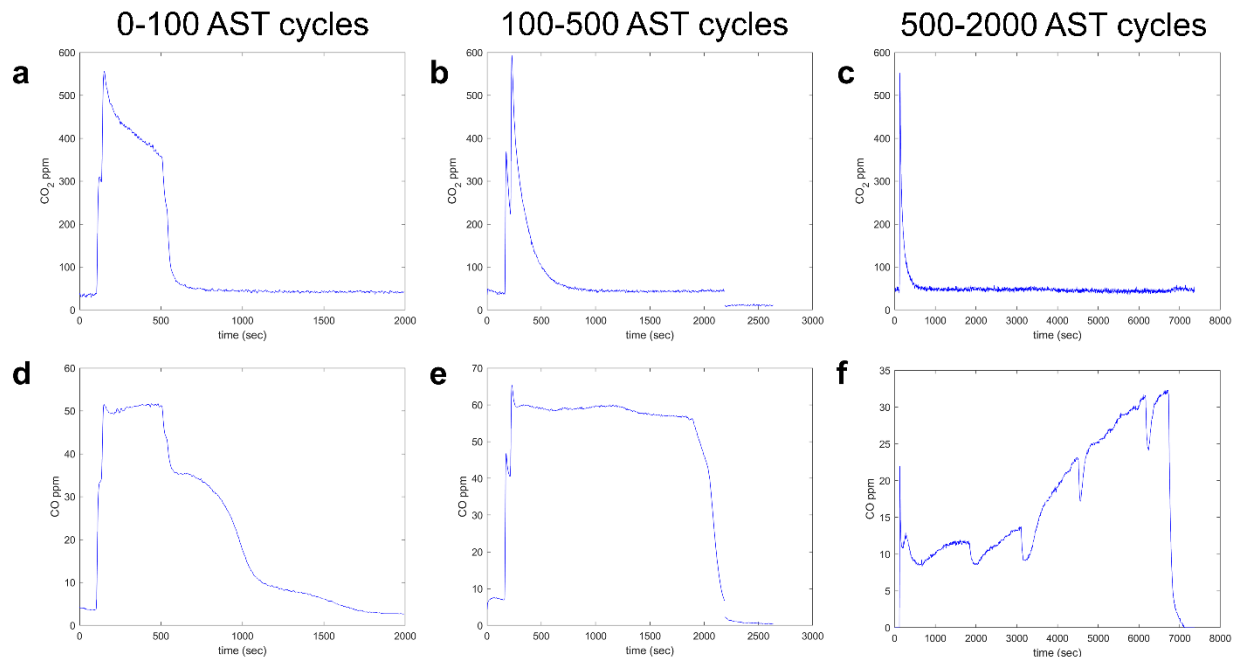 0-100 AST cycles
100-500 AST cycles
500-2000 AST cycles
a
600
500
400
300
200
100
0
CO2 ppm
0 500 1000 1500 2000
time (sec)
b
600
500
400
300
200
100
0
CO2 ppm
0 500 1000 1500 2000 2500 3000
time (sec)
c
600
500
400
300
200
100
0
CO2 ppm
0 1000 2000 3000 4000 5000 6000 7000 8000
time (sec)
d
60
50
40
30
20
10
0
CO ppm
0 500 1000 1500 2000
time (sec)
e
70
60
50
40
30
20
10
0
CO ppm
0 500 1000 1500 2000 2500 3000
time (sec)
f
35
30
25
20
15
10
5
0
CO ppm
0 1000 2000 3000 4000 5000 6000 7000 8000
time (sec)